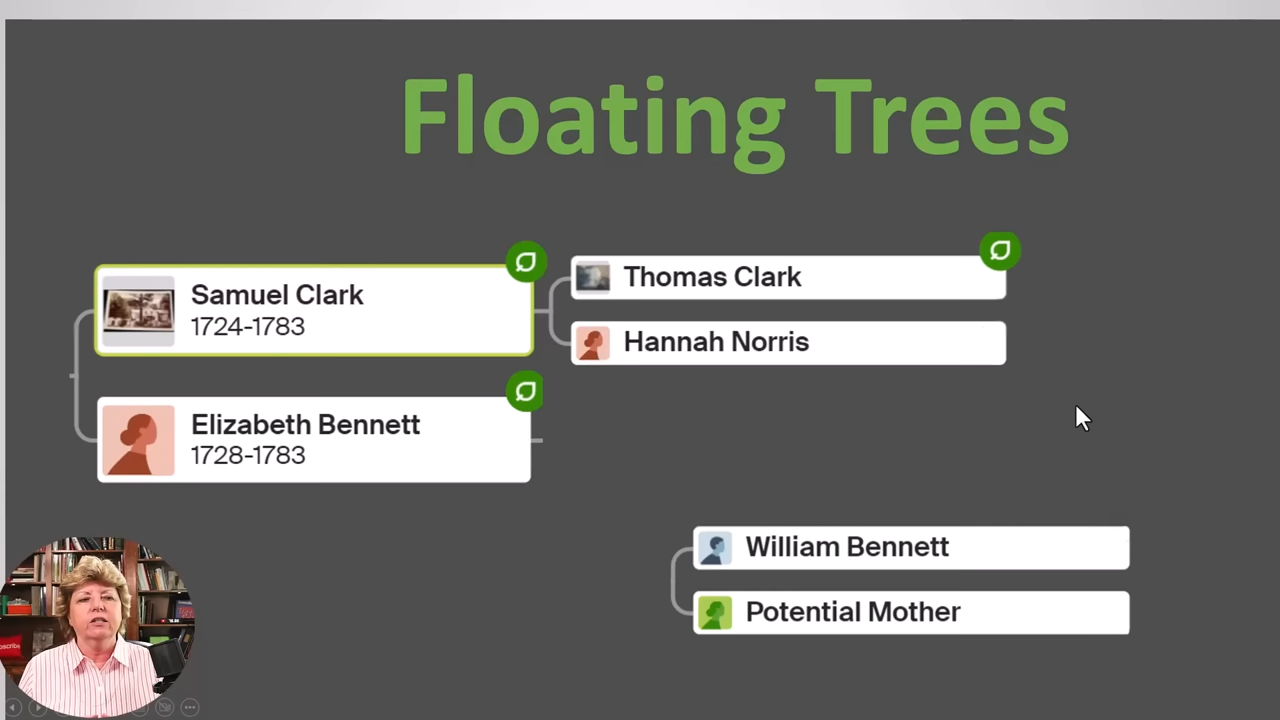 Floating Trees
Samuel Clark
1724-1783
Thomas Clark
Hannah Norris
Elizabeth Bennett
1728-1783
William Bennett
Potential Mother